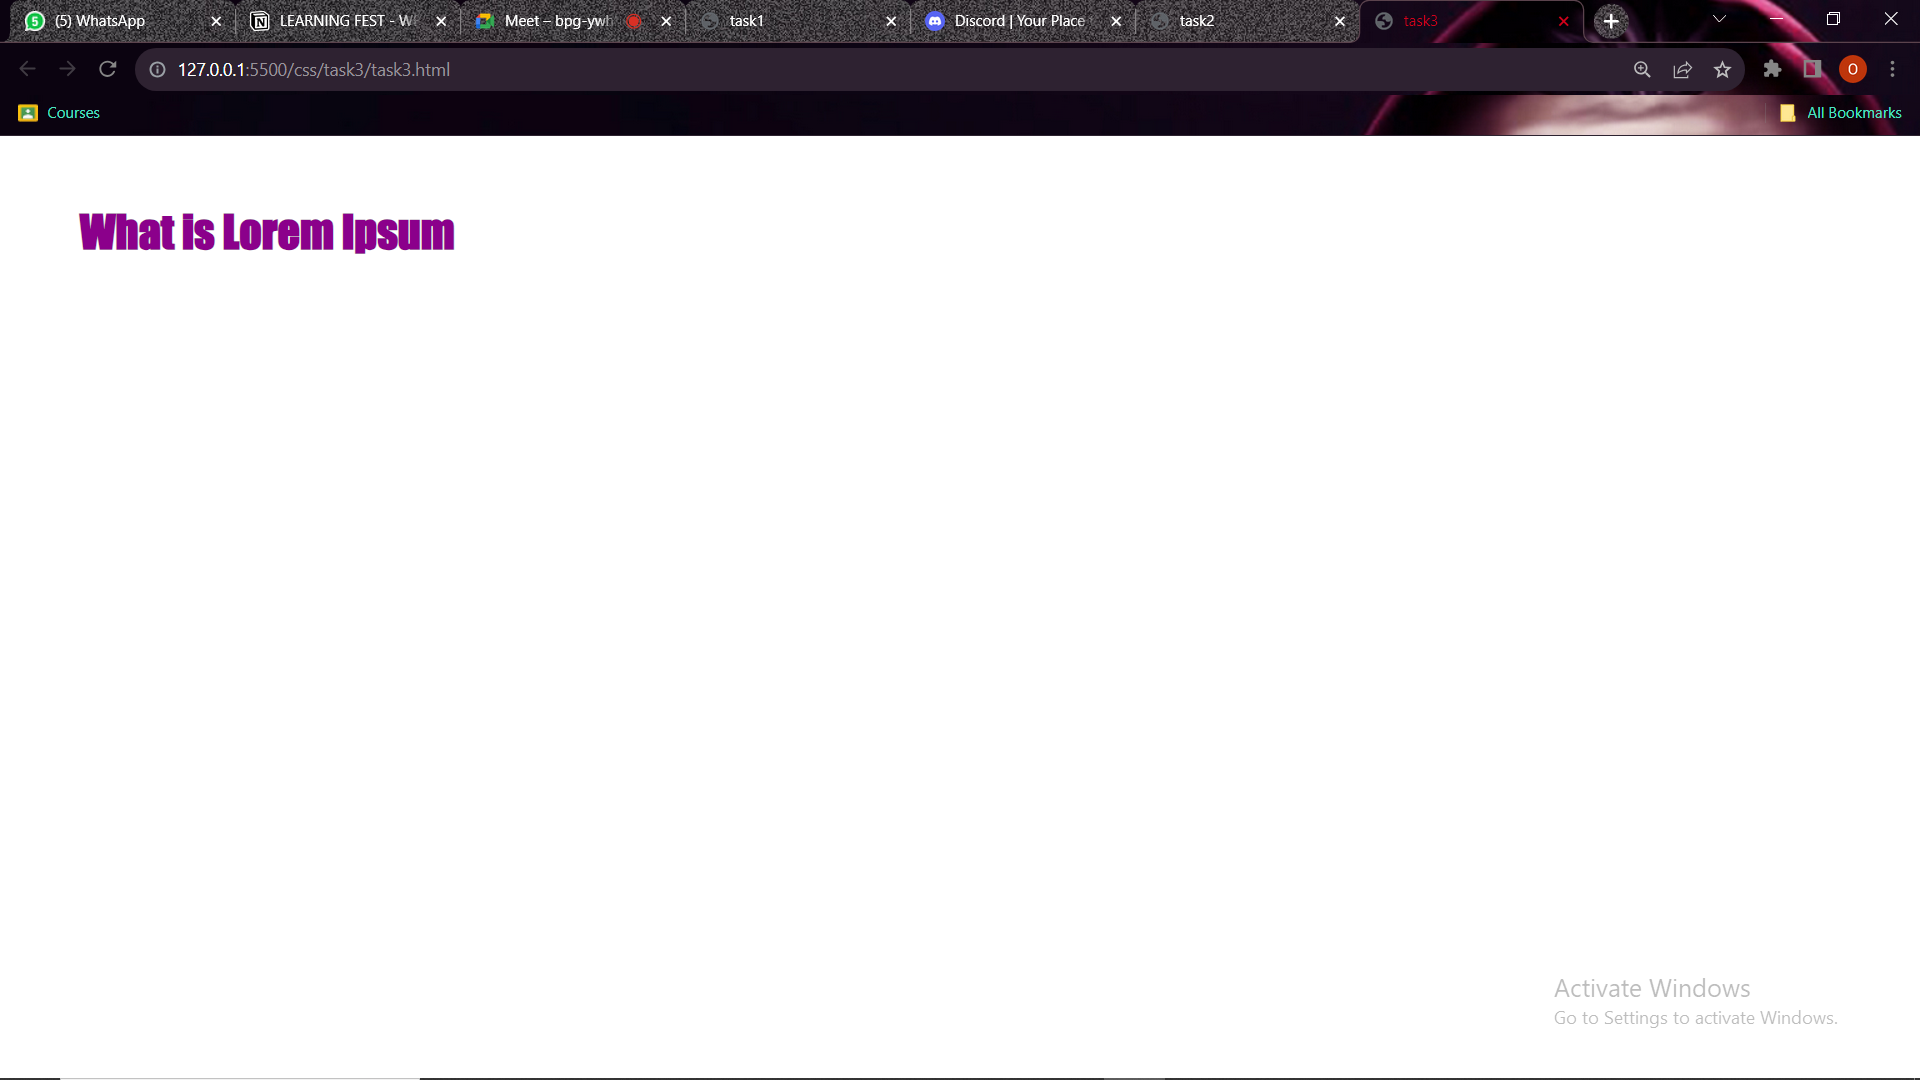 (5) WhatsApp
LEARNING FEST - W
Meet – bpg-ywh
task1
Discord | Your Place
task2
task3
127.0.0.1:5500/css/task3/task3.html
O
Courses
All Bookmarks
What is Lorem Ipsum
Activate Windows
Go to Settings to activate Windows.